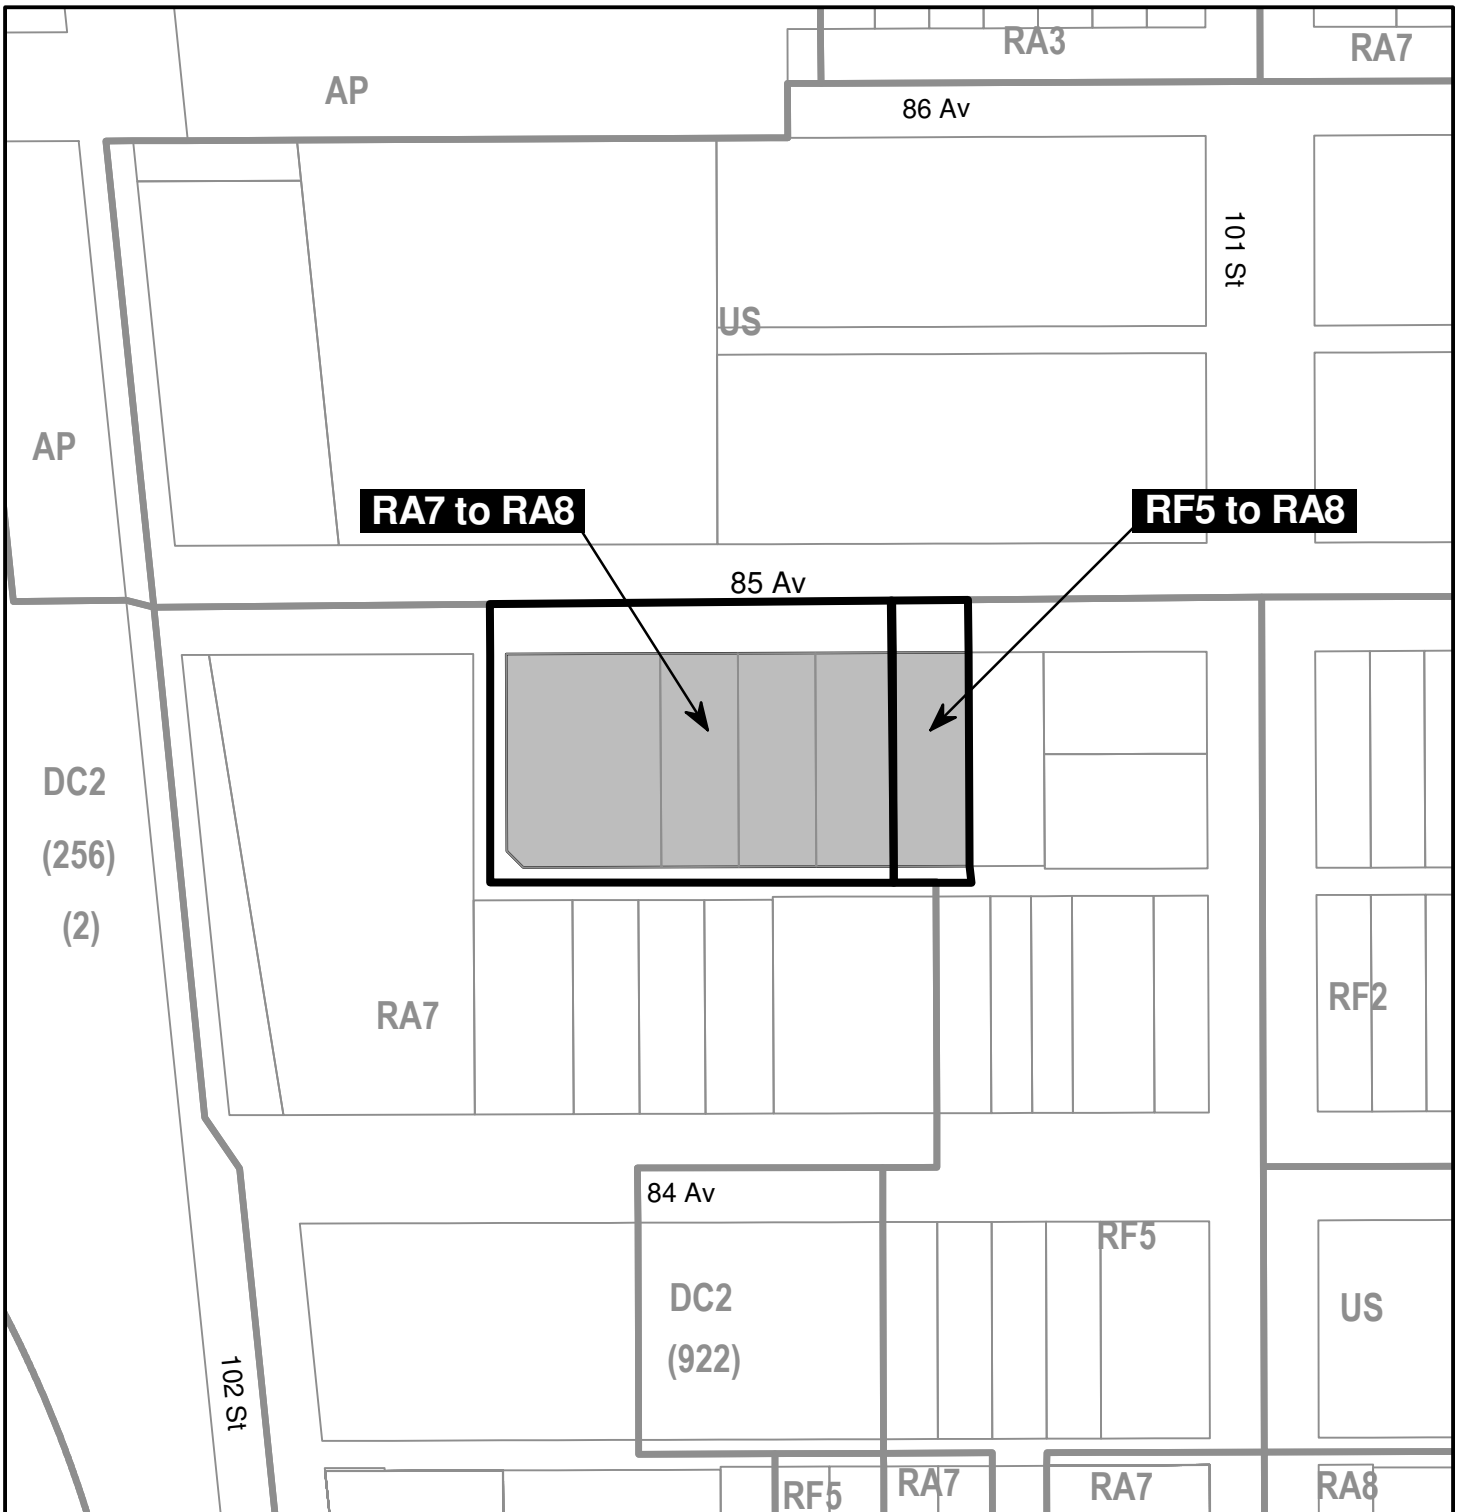 RA3
RA7
AP
86 Av
101 St
US
AP
RA7 to RA8
RF5 to RA8
85 Av
DC2
(256)
(2)
RA7
RF2
84 Av
RF5
DC2
(922)
US
102 St
RF5
RA7
RA7
RA8